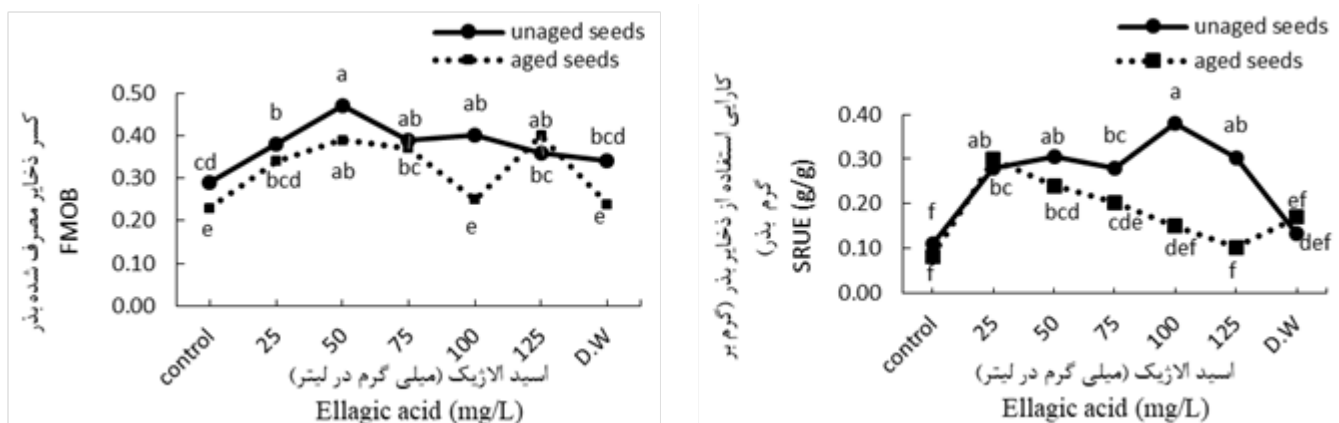 unaged seeds
aged seeds
a
b
ab
ab
ab
bcd
cd
bcd
ab
bc
bc
e
e
e
0.50
0.40
0.30
0.20
0.10
0.00
کسر ذخایر مصرف شده بذر
FMOB
control
25
50
75
100
125
D.W
اسید الاژیک (میلی گرم در لیتر)
Ellagic acid (mg/L)
unaged seeds
aged seeds
a
ab
ab
bc
ab
f
bc
bcd
cde
def
f
ef
def
f
0.40
0.30
0.20
0.10
0.00
کارایی استفاده از ذخایر بذر (گرم بر
گرم بذر)
SRUE (g/g)
control
25
50
75
100
125
D.W
اسید الاژیک (میلی گرم در لیتر)
Ellagic acid (mg/L)